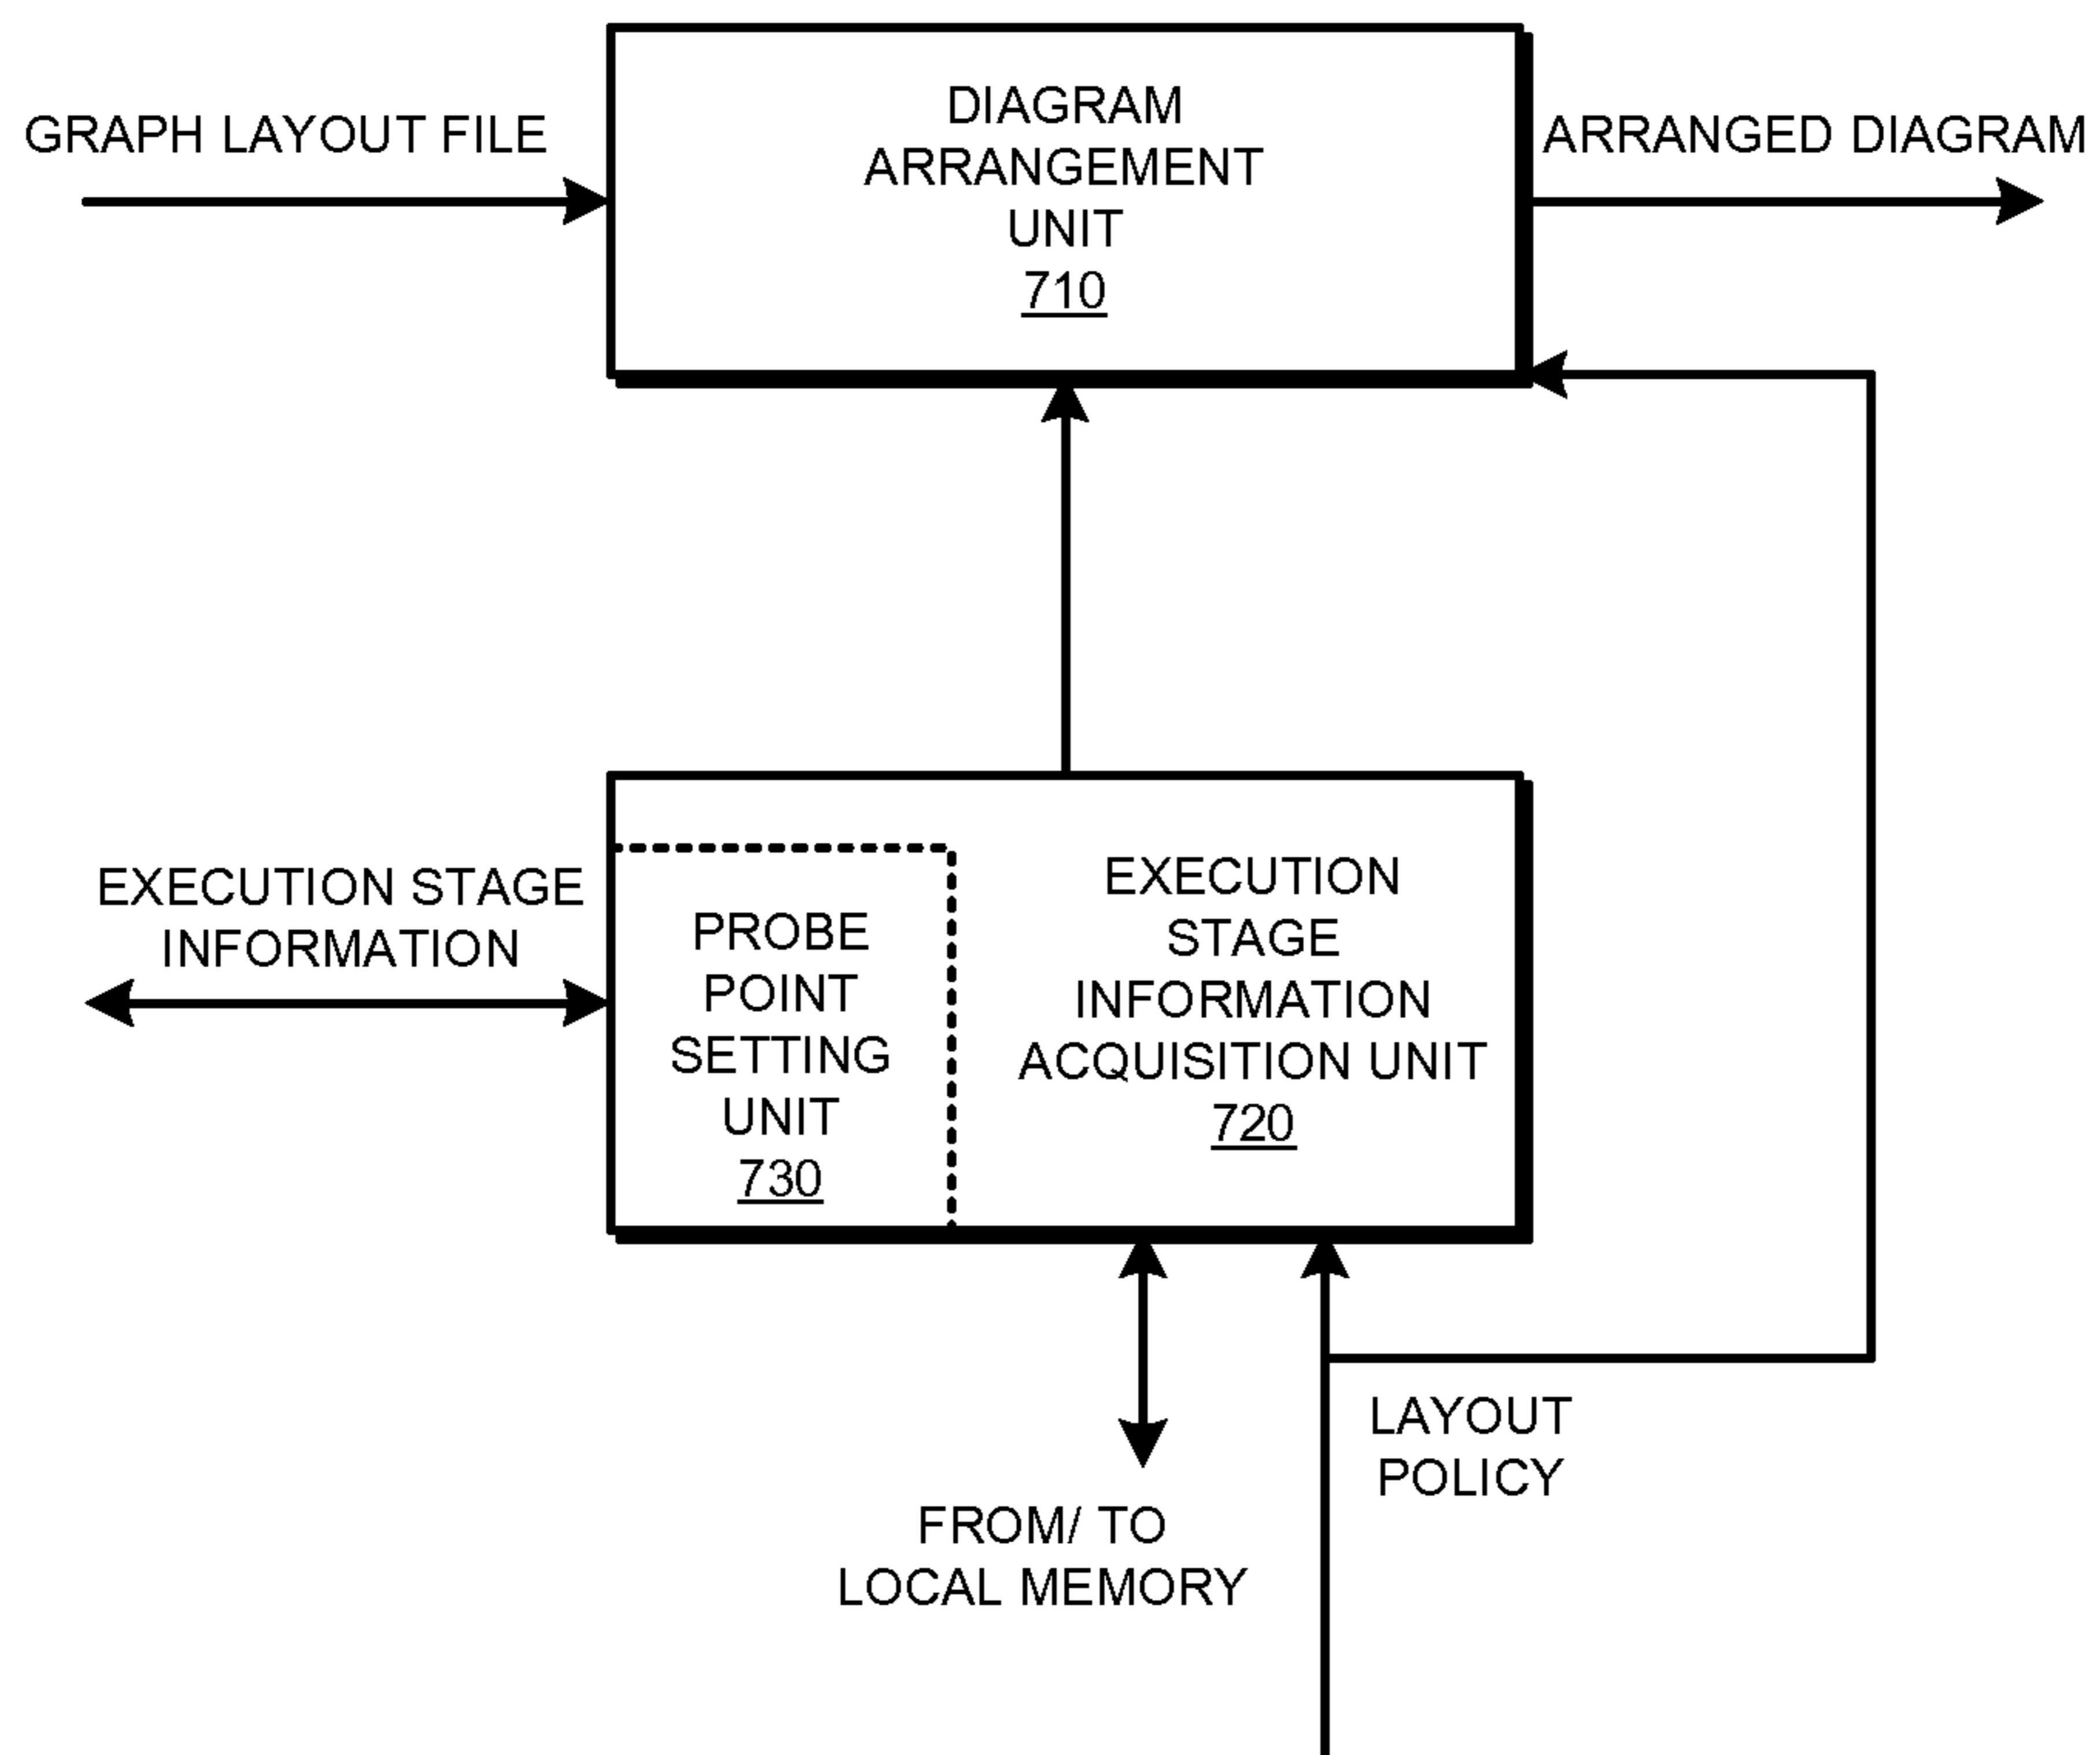 GRAPH LAYOUT FILE
DIAGRAM
ARRANGEMENT
UNIT
710
ARRANGED DIAGRAM
EXECUTION STAGE
INFORMATION
PROBE
POINT
SETTING
UNIT
730
EXECUTION
STAGE
INFORMATION
ACQUISITION UNIT
720
LAYOUT
POLICY
FROM/ TO
LOCAL MEMORY